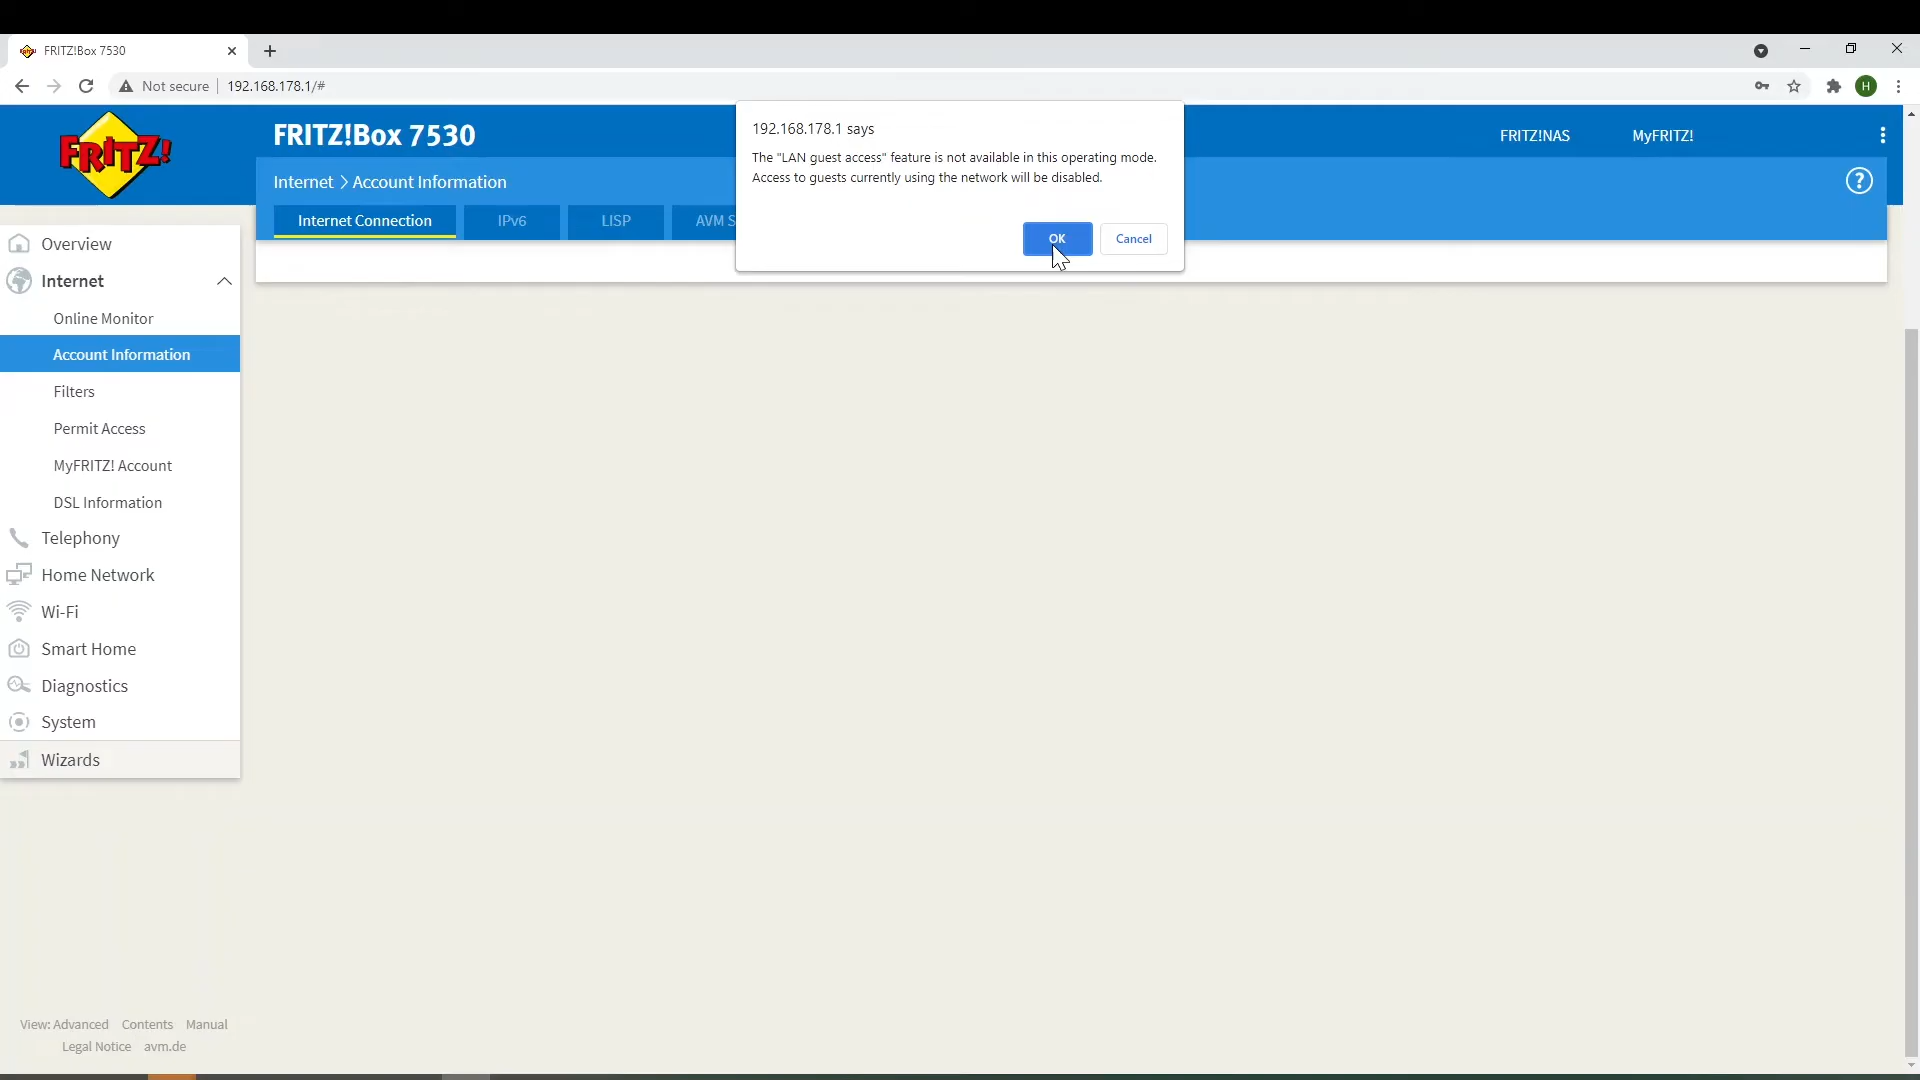 FRITZ!Box 7530
Not secure
192.168.178.1/#
H
FRITZ!
FRITZ!Box 7530
FRITZ!NAS
MyFRITZ!
Internet > Account Information
?
Internet Connection
IPv6
LISP
AVM S
192.168.178.1 says
The "LAN guest access" feature is not available in this operating mode.
Access to guests currently using the network will be disabled.
OK
Cancel
Overview
Internet
Online Monitor
Account Information
Filters
Permit Access
MyFRITZ! Account
DSL Information
Telephony
Home Network
Wi-Fi
Smart Home
Diagnostics
System
Wizards
View: Advanced Contents Manual
Legal Notice avm.de